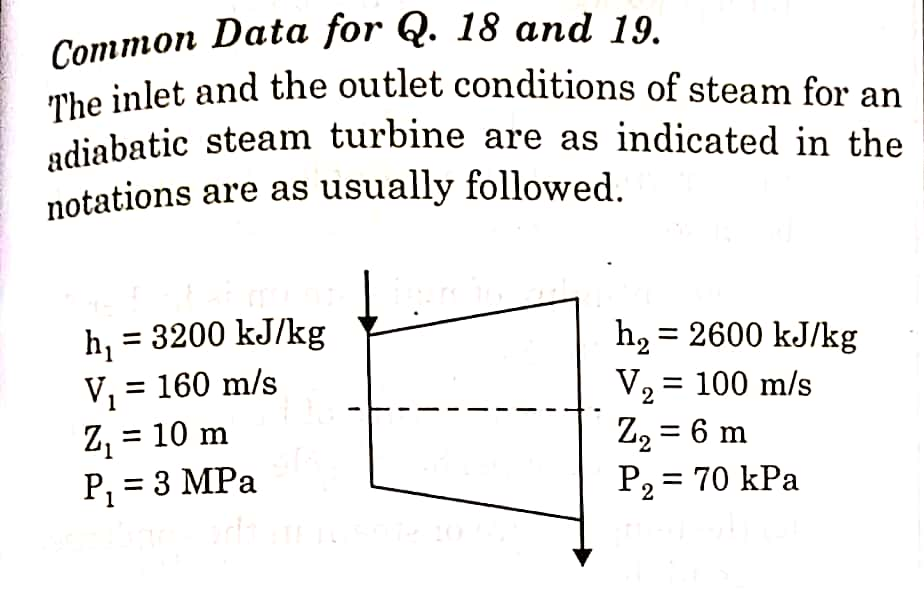 Common Data for Q. 18 and 19.
The inlet and the outlet conditions of steam for an
adiabatic steam turbine are as indicated in the
notations are as usually followed.
h₁ = 3200 kJ/kg
V₁ = 160 m/s
Z₁ = 10 m
P₁ = 3 MPa
h₂ = 2600 kJ/kg
V₂ = 100 m/s
Z₂ = 6 m
P₂ = 70 kPa